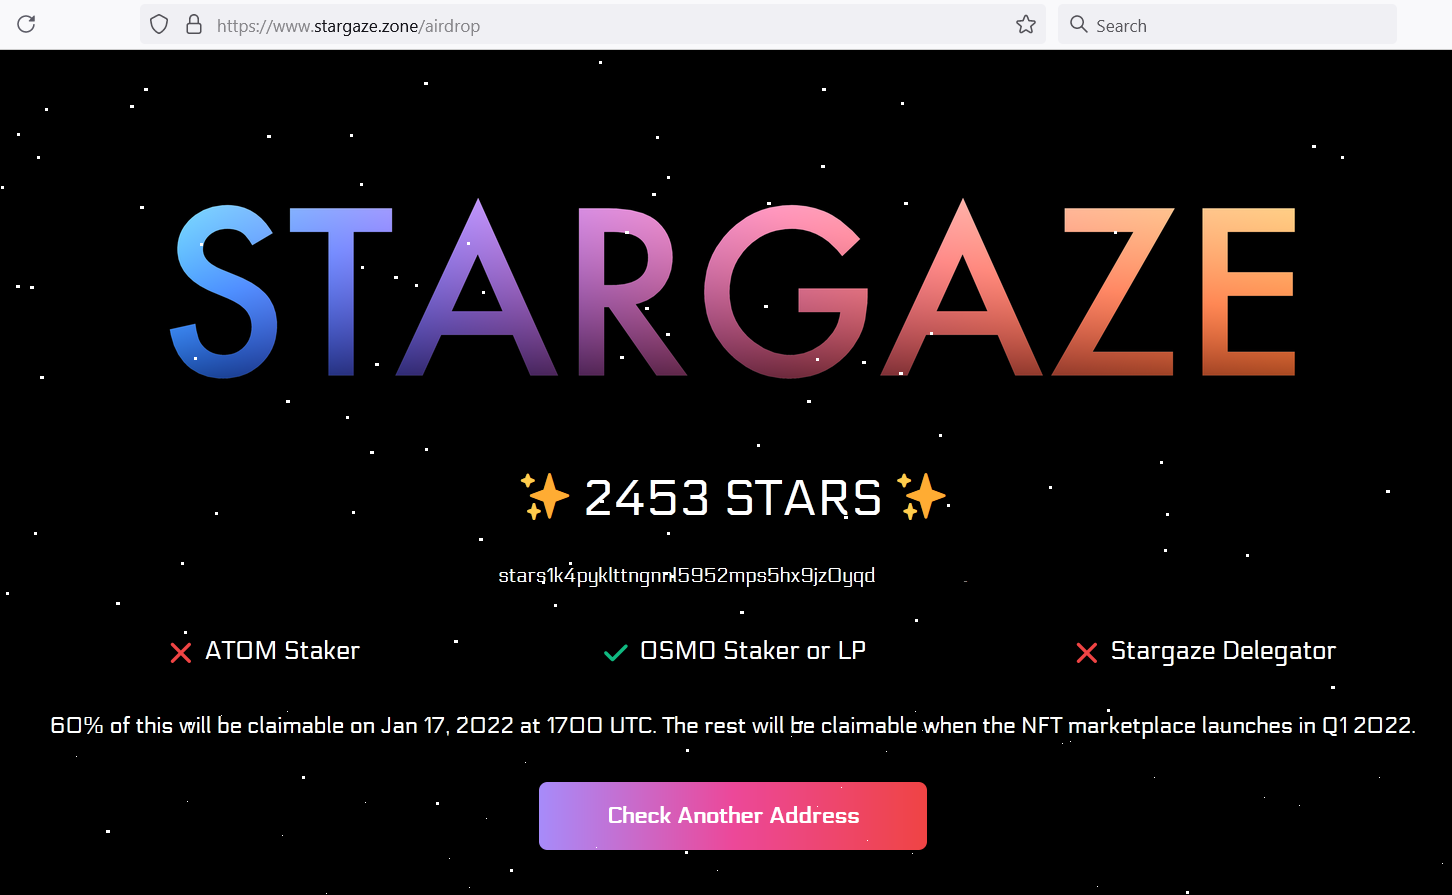 https://www.stargaze.zone/airdrop
Search
STARGAZE
✨ 2453 STARS ✨
ATOM Staker
OSMO Staker or LP
Stargaze Delegator
60% of this will be claimable on Jan 17, 2022 at 1700 UTC. The rest will be claimable when the NFT marketplace launches in Q1 2022.
Check Another Address